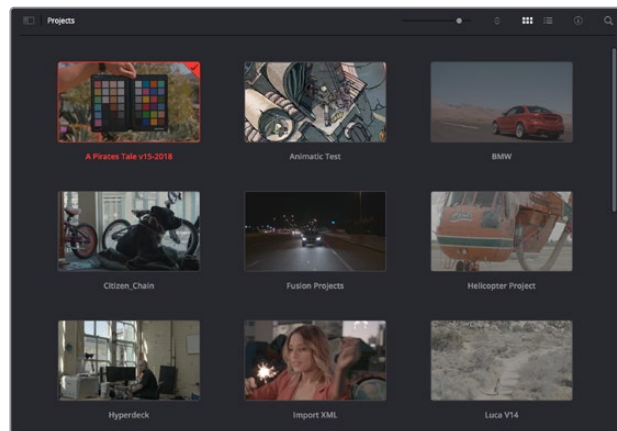 Projects
A Pirates Tale v15-2018
Animatic Test
BMW
Citizen_Chain
Fusion Projects
Helicopter Project
Hyperdeck
Import XML
Luca V14